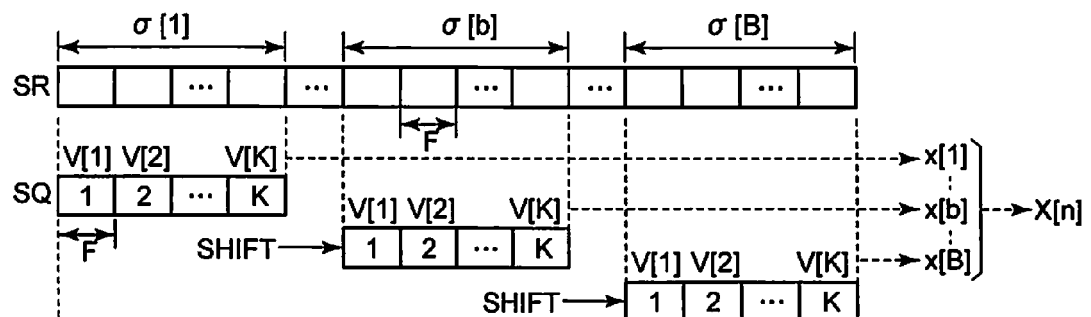 σ [1] σ [b] σ [B]
SR ... ... ... ... ...
F
V[1] V[2] V[K] x[1]
SQ 1 2 ... K
F
V[1] V[2] V[K] x[b] X[n]
SHIFT 1 2 ... K
V[1] V[2] V[K] x[B]
SHIFT 1 2 ... K